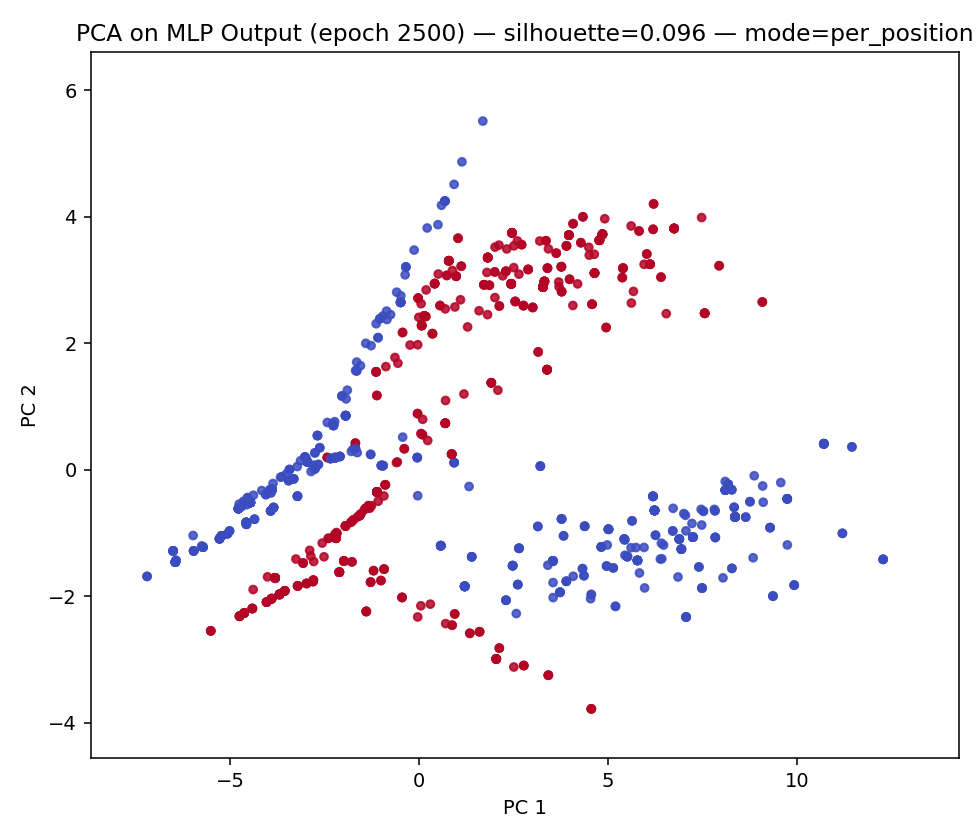 PCA on MLP Output (epoch 2500) — silhouette=0.096 — mode=per_position
6
4
2
0
−2
−4
PC 2
−5 0 5 10
PC 1